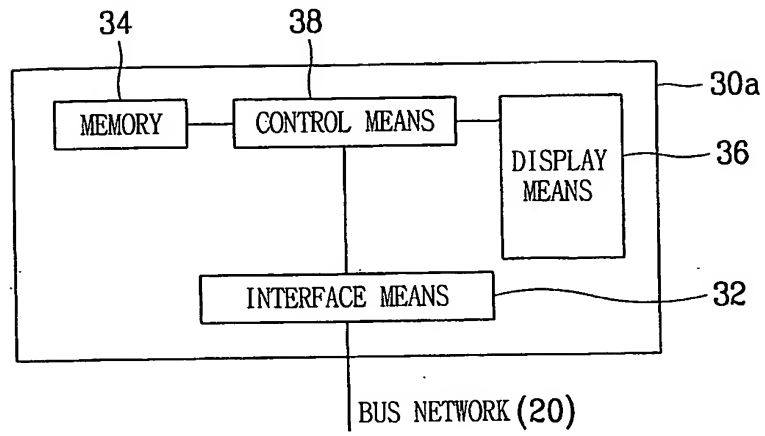 34
38
30a
MEMORY
CONTROL MEANS
DISPLAY
MEANS
36
INTERFACE MEANS
32
BUS NETWORK (20)